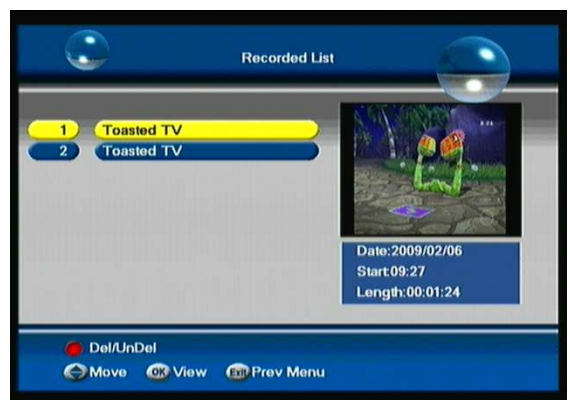 Recorded List
1 Toasted TV
2 Toasted TV
Date:2009/02/06
Start:09:27
Length:00:01:24
Del/UnDel
Move OK View Exit Prev Menu